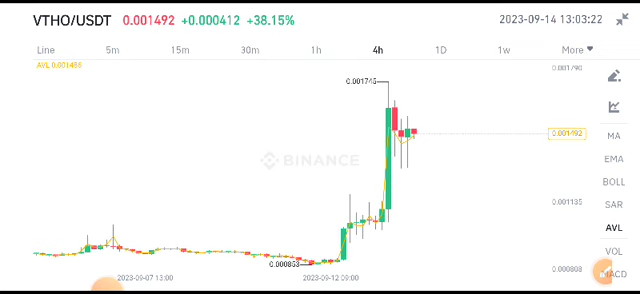 VTHO/USDT 0.001492 +0.000412 +38.15% 2023-09-14 13:03:22
Line 5m 15m 30m 1h 4h 1D 1w More
AVL 0.001466
0.001790
0.001745
0.001492
MA
EMA
BINANCE
BOLL
SAR
0.001135
AVL
VOL
0.000853
0.000808
MACD
2023-09-07 13:00 2023-09-12 09:00